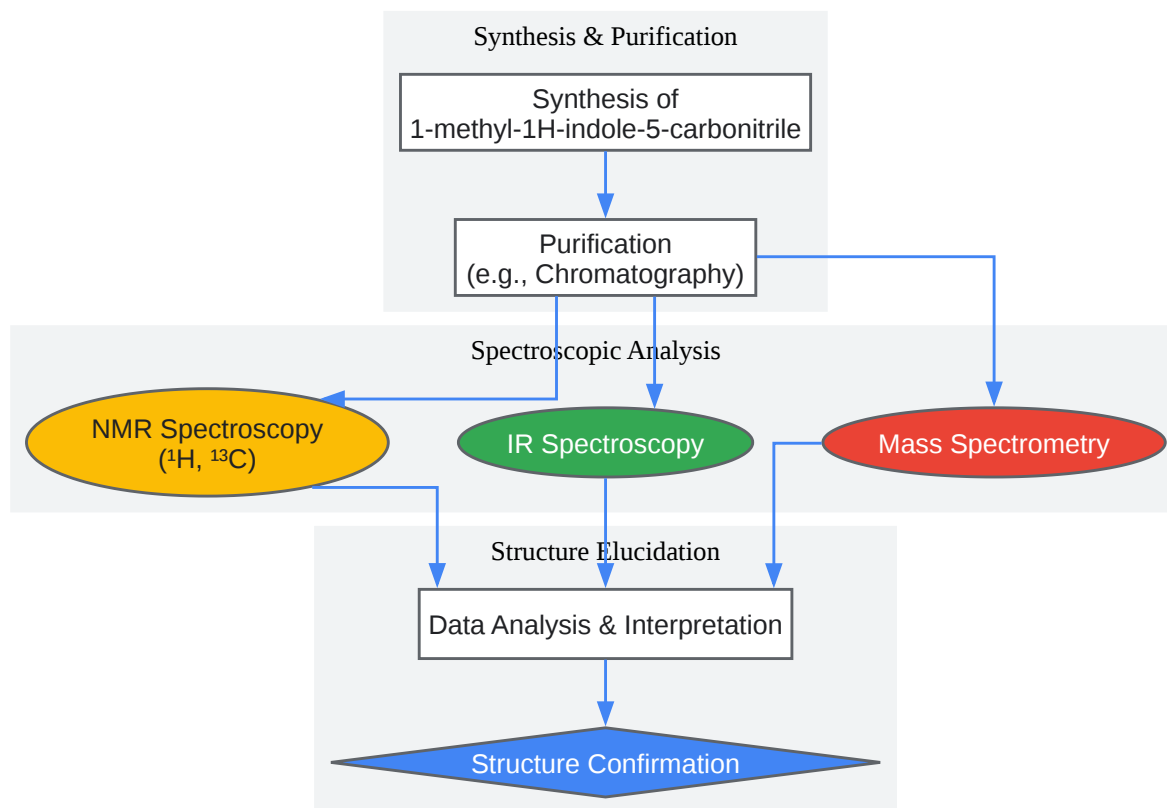 Synthesis & Purification
Synthesis of
1-methyl-1H-indole-5-carbonitrile
Purification
(e.g., Chromatography)
Spectroscopic Analysis
NMR Spectroscopy
(¹H, ¹³C)
IR Spectroscopy
Mass Spectrometry
Structure Elucidation
Data Analysis & Interpretation
Structure Confirmation